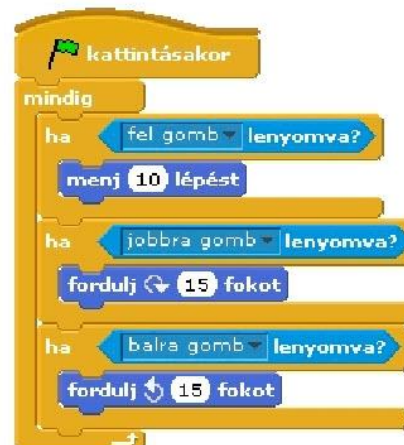 kattintásakor
mindig
ha fel gomb lenyomva?
menj 10 lépést
ha jobbra gomb lenyomva?
fordulj 15 fokot
ha balra gomb lenyomva?
fordulj 15 fokot